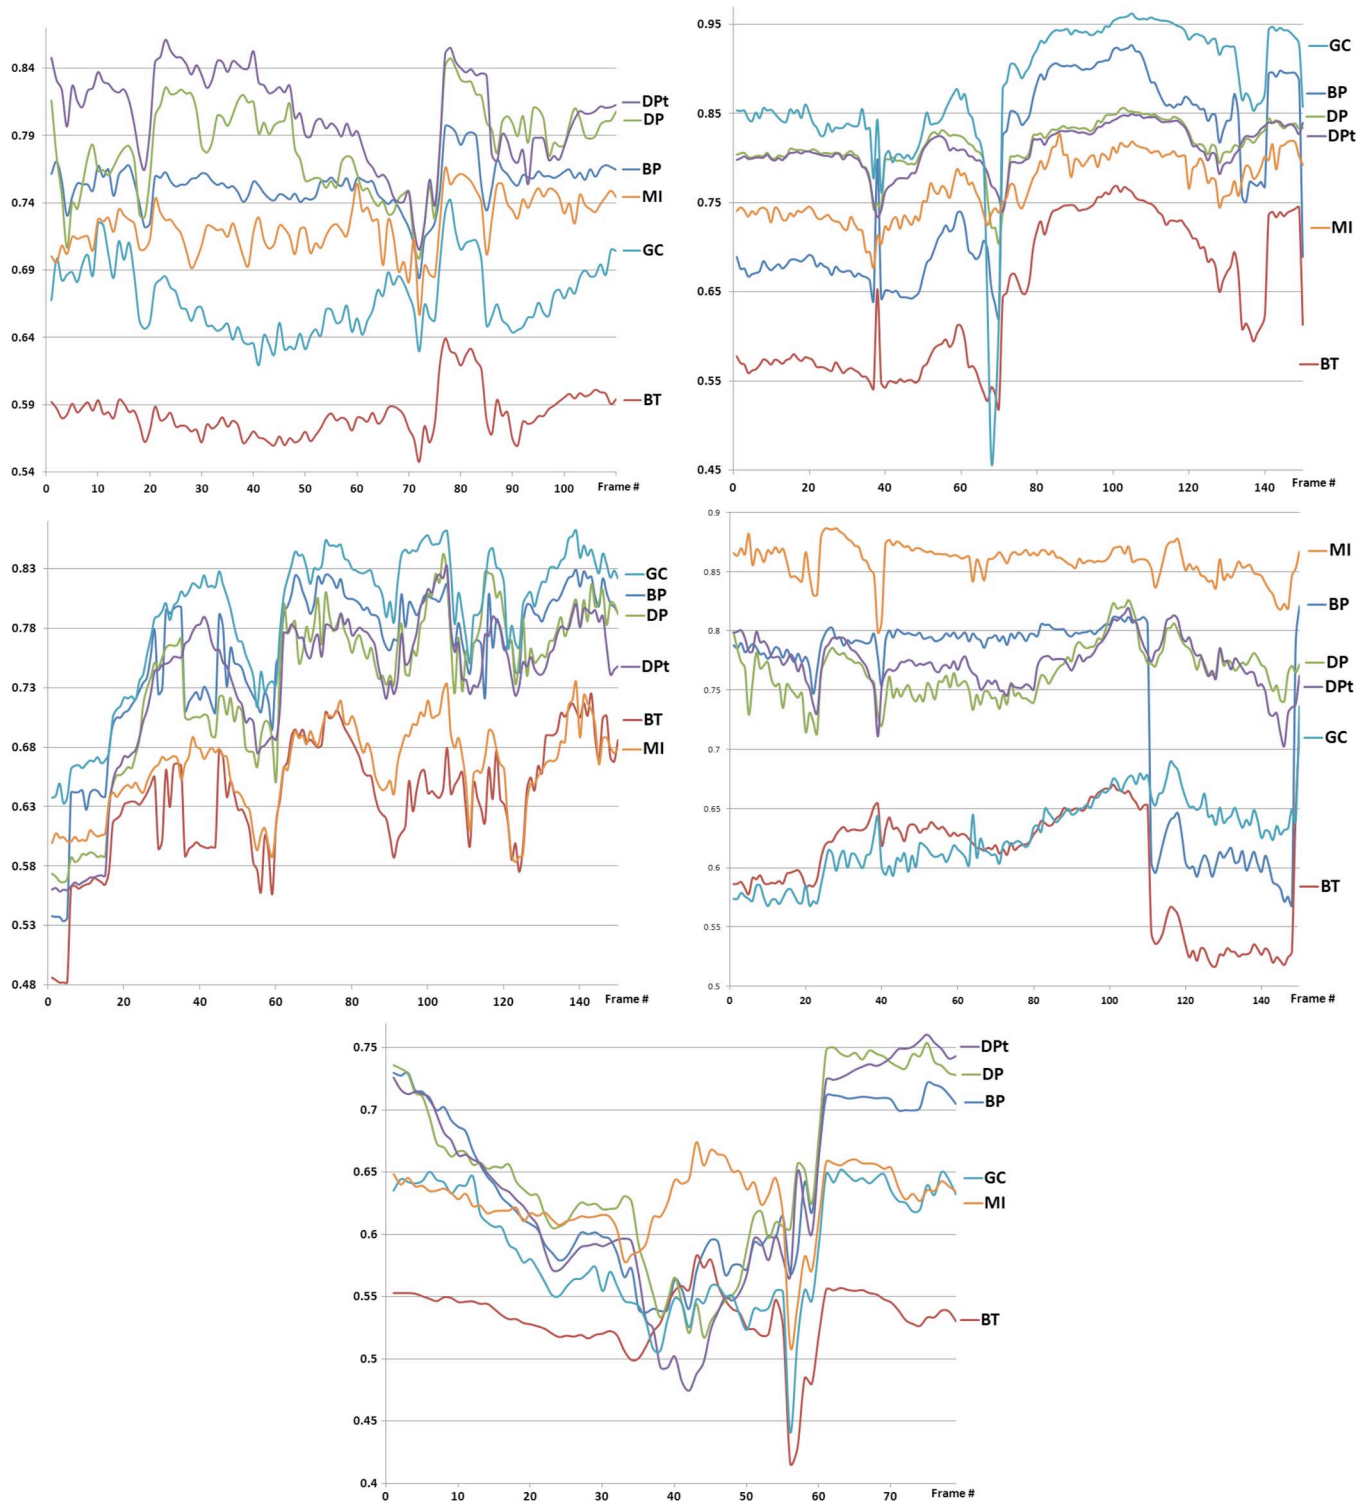 0.84
0.79
0.74
0.69
0.64
0.59
0.54
DPt
DP
BP
MI
GC
BT
0 10 20 30 40 50 60 70 80 90 100 Frame #
0.95
0.85
0.75
0.65
0.55
0.45
GC
BP
DP
DPt
MI
BT
0 20 40 60 80 100 120 140 Frame #
0.83
0.78
0.73
0.68
0.63
0.58
0.53
0.48
GC
BP
DP
DPt
BT
MI
0 20 40 60 80 100 120 140 Frame #
0.9
0.85
0.8
0.75
0.7
0.65
0.6
0.55
0.5
MI
BP
DP
DPt
GC
BT
0 20 40 60 80 100 120 140 Frame #
0.75
0.7
0.65
0.6
0.55
0.5
0.45
0.4
DPt
DP
BP
GC
MI
BT
0 10 20 30 40 50 60 70 Frame #